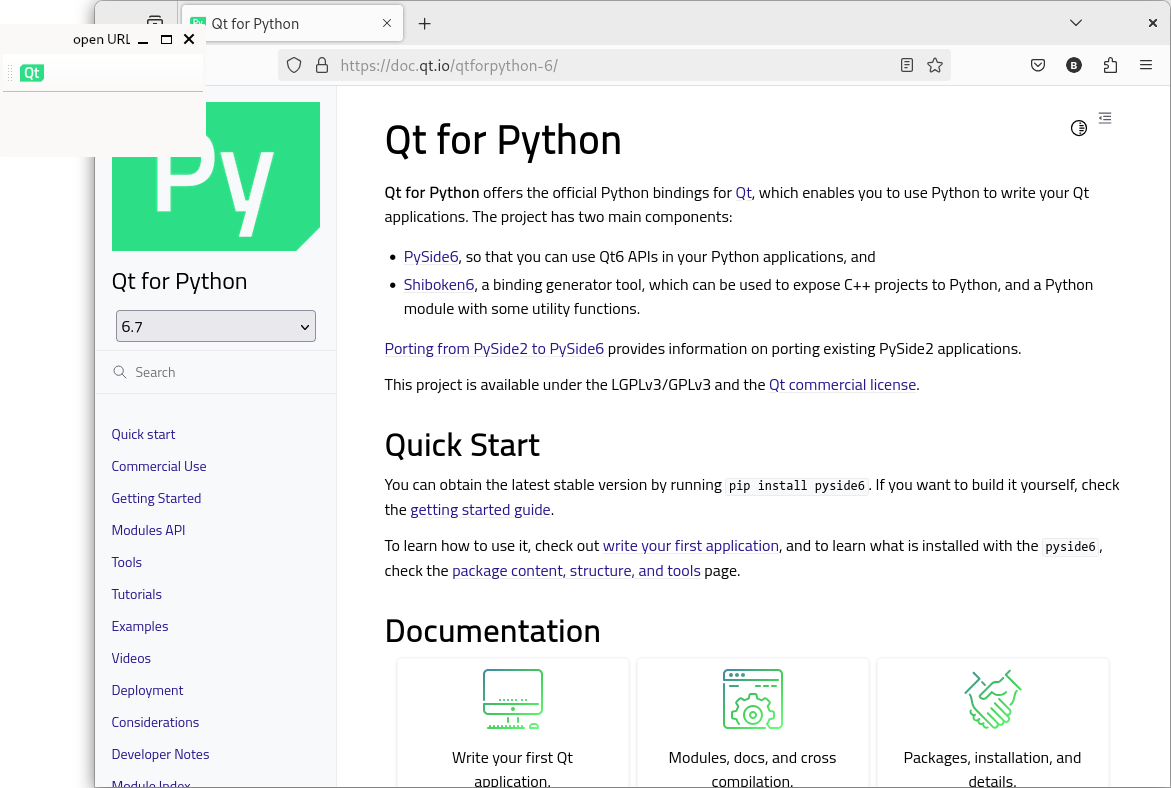 Qt for Python
open URL
Qt
https://doc.qt.io/qtforpython-6/
B
Py
Qt for Python
6.7
Search
Quick start
Commercial Use
Getting Started
Modules API
Tools
Tutorials
Examples
Videos
Deployment
Considerations
Developer Notes
Module Index
Qt for Python
Qt for Python offers the official Python bindings for Qt, which enables you to use Python to write your Qt
applications. The project has two main components:
• PySide6, so that you can use Qt6 APIs in your Python applications, and
• Shiboken6, a binding generator tool, which can be used to expose C++ projects to Python, and a Python
module with some utility functions.
Porting from PySide2 to PySide6 provides information on porting existing PySide2 applications.
This project is available under the LGPLv3/GPLv3 and the Qt commercial license.
Quick Start
You can obtain the latest stable version by running pip install pyside6. If you want to build it yourself, check
the getting started guide.
To learn how to use it, check out write your first application, and to learn what is installed with the pyside6,
check the package content, structure, and tools page.
Documentation
Write your first Qt
application.
Modules, docs, and cross
compilation.
Packages, installation, and
details.